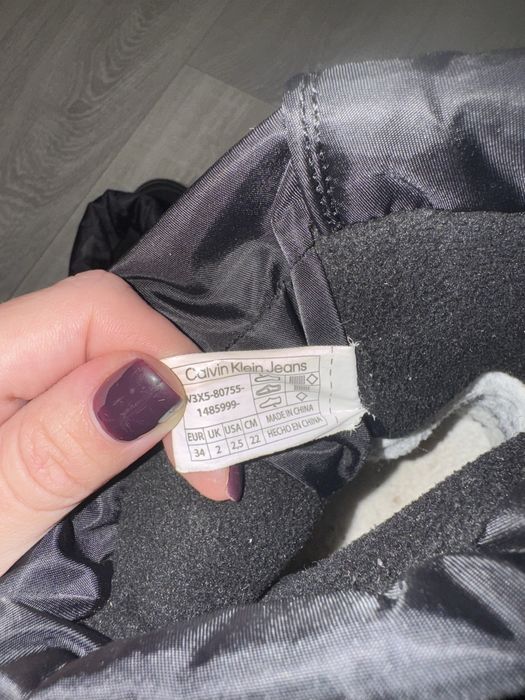 Calvin Klein Jeans
V3X5-80755-
1485999-
MADE IN CHINA
EUR UK USA CM HECHO EN CHINA
34 2 2,5 22